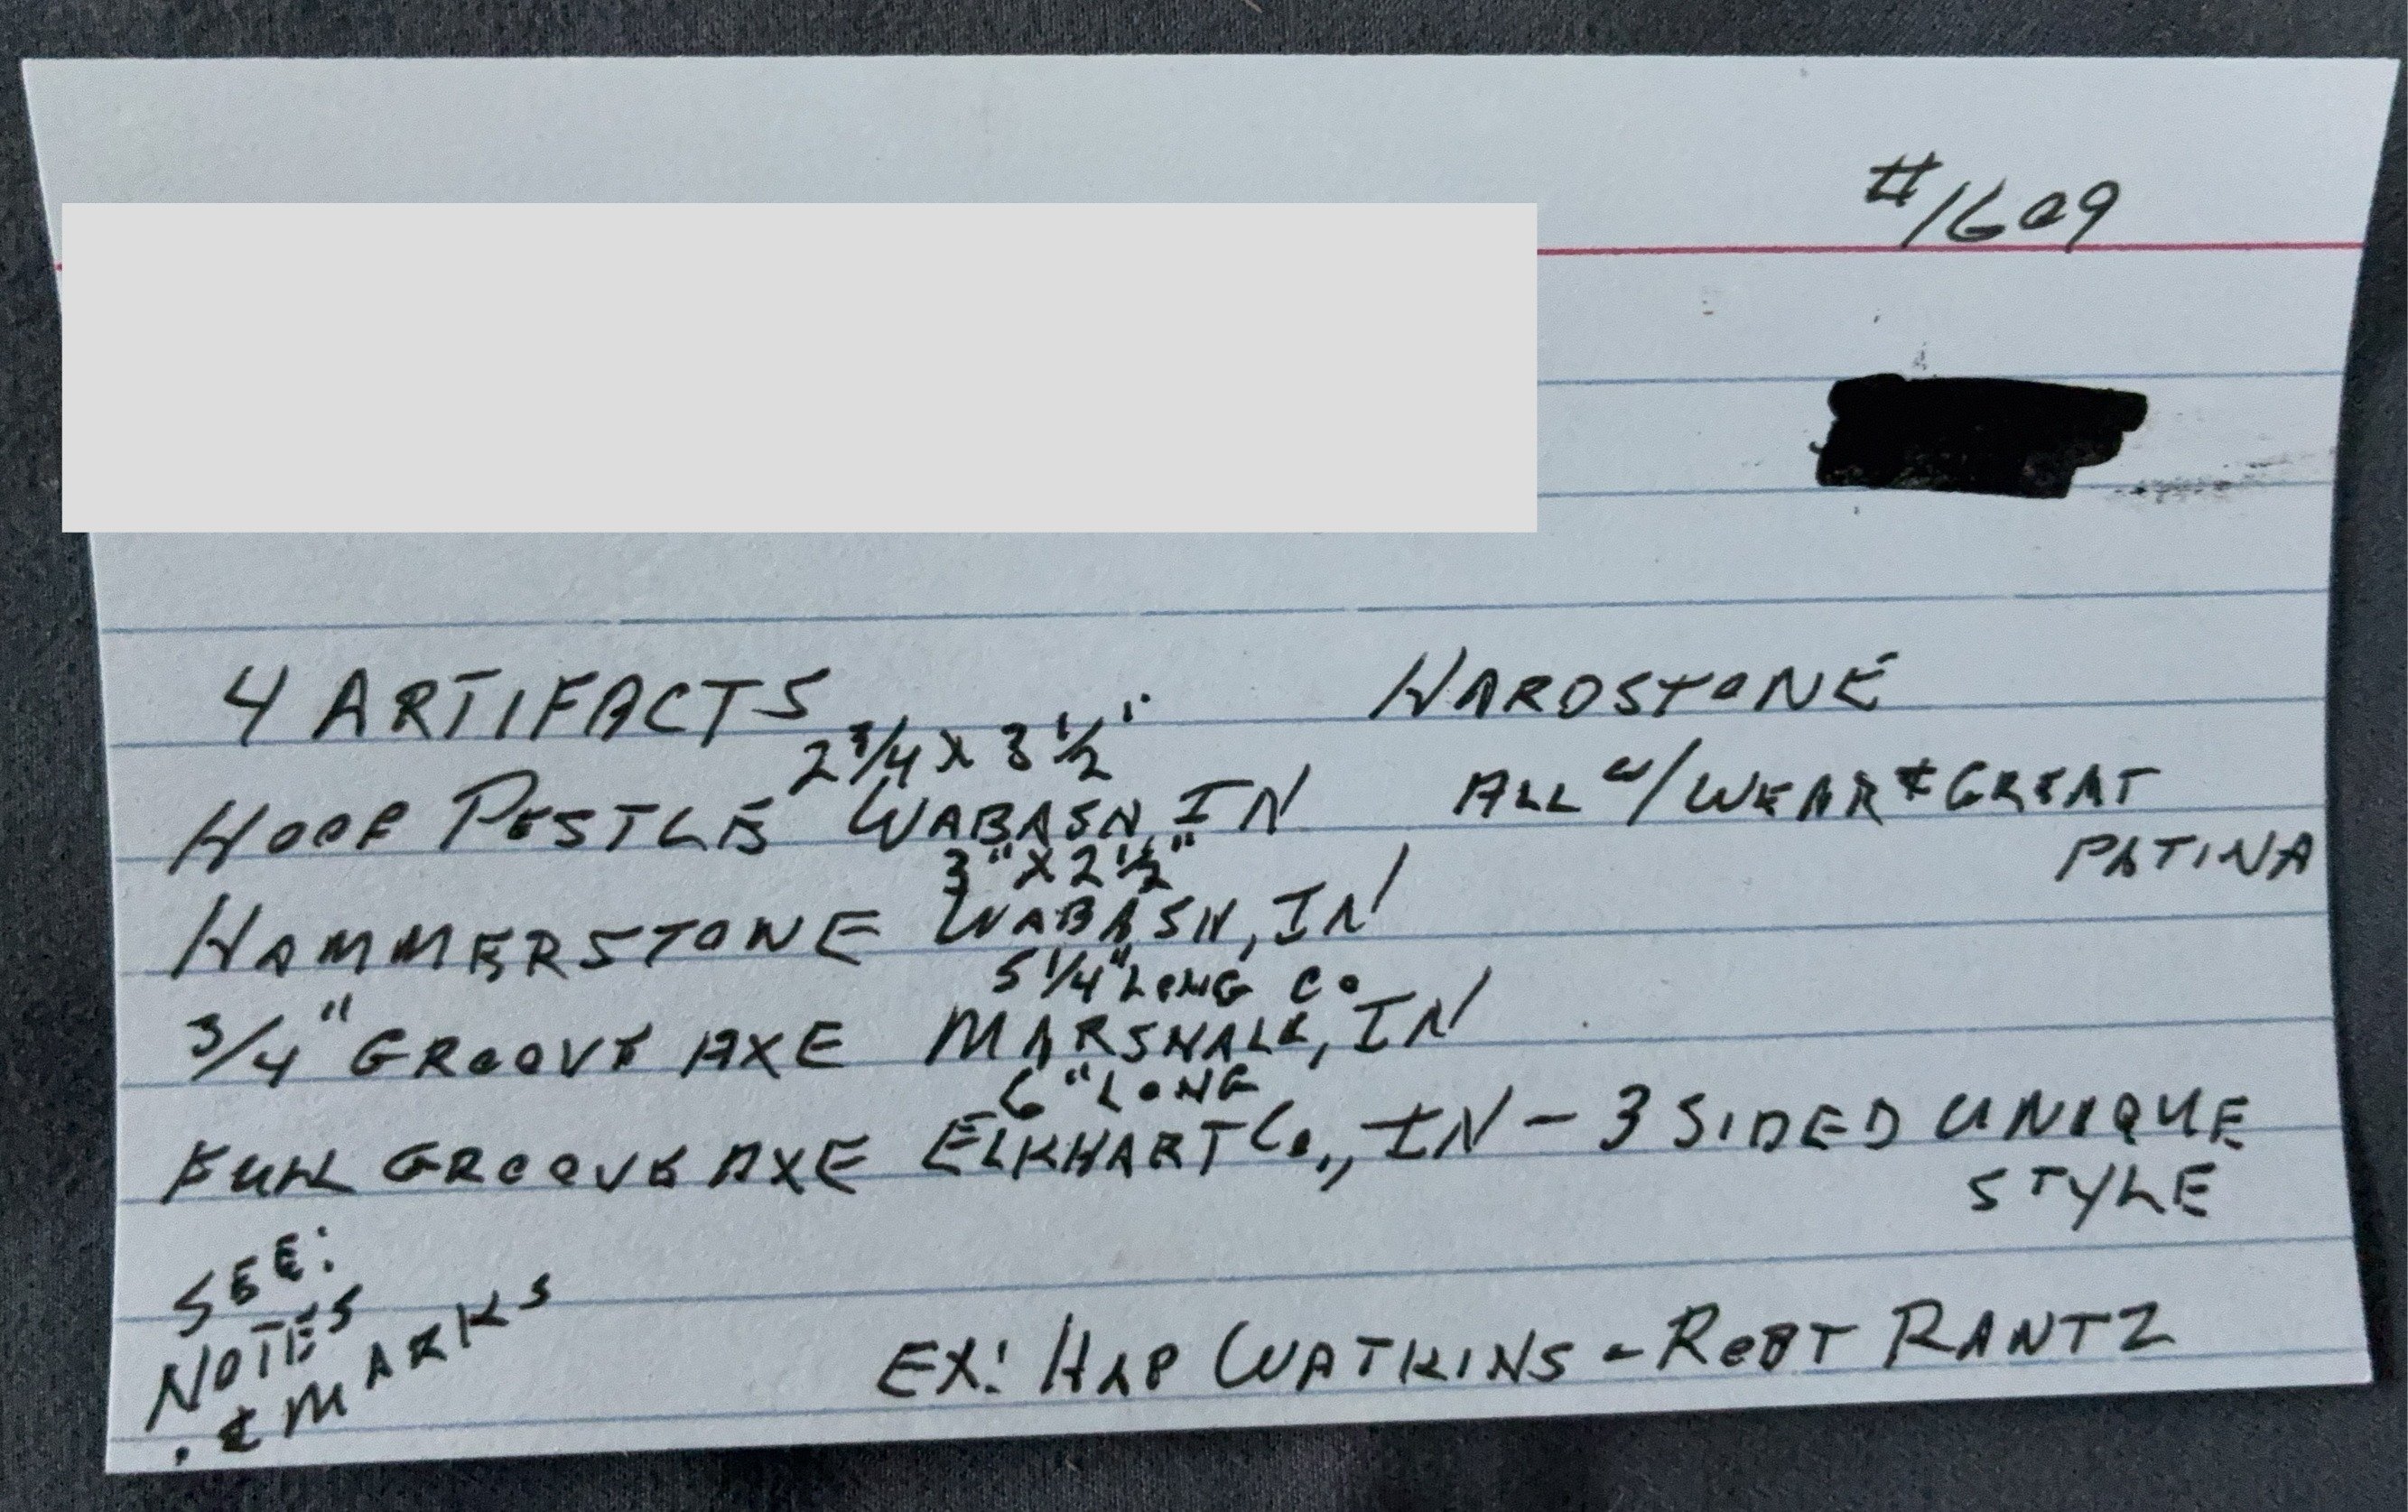 #1609
4 ARTIFACTS HARDSTONE
2 3/4 X 3 1/2"
HOOF PESTLE WABASH, IN ALL W/WEAR & GREAT
PATINA
3" X 2 1/2"
HAMMERSTONE WABASH, IN
5 1/4" LONG CO
3/4" GROOVE AXE MARSHALL, IN
6" LONG
FULL GROOVE AXE ELKHART Co., IN - 3 SIDED UNIQUE
STYLE
SEE:
NOTES
& MARKS
EX: HAP WATKINS - ROBT RANTZ